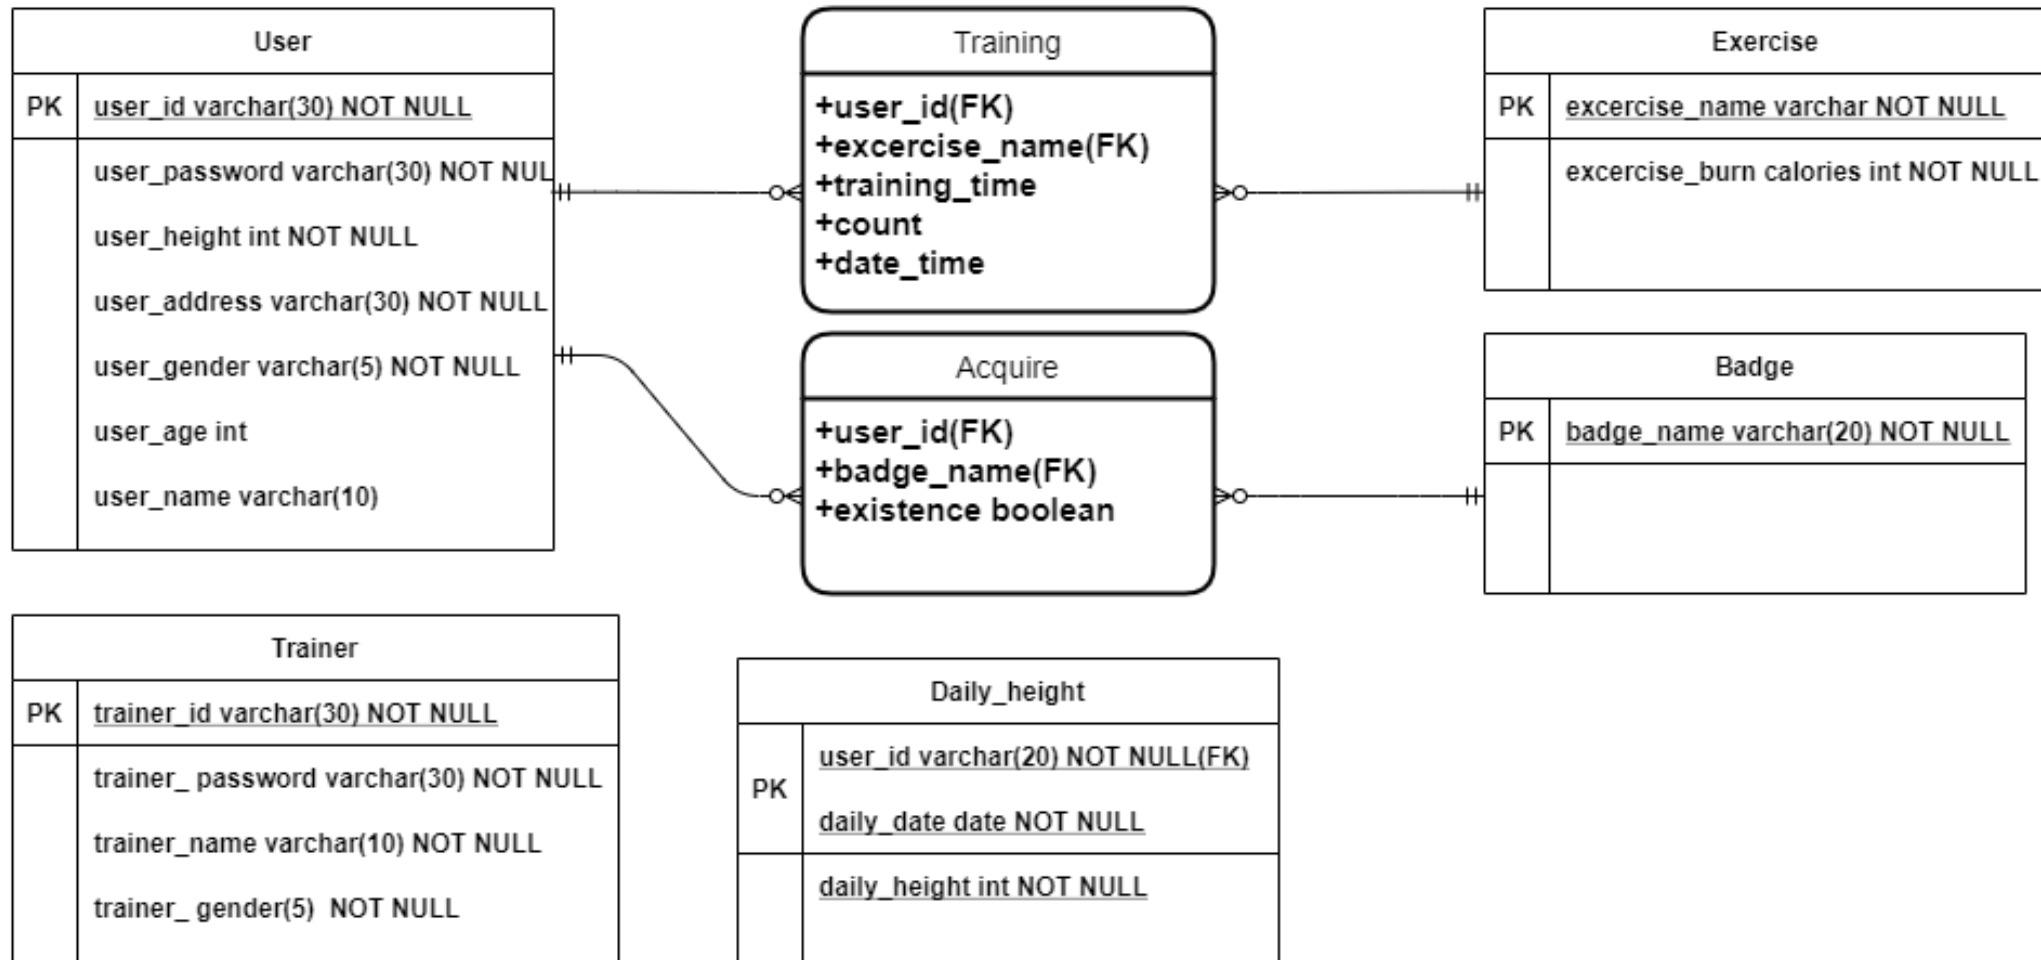 User
PK user_id varchar(30) NOT NULL
user_password varchar(30) NOT NUL
user_height int NOT NULL
user_address varchar(30) NOT NULL
user_gender varchar(5) NOT NULL
user_age int
user_name varchar(10)
Training
+user_id(FK)
+excercise_name(FK)
+training_time
+count
+date_time
Exercise
PK excercise_name varchar NOT NULL
excercise_burn calories int NOT NULL
Acquire
+user_id(FK)
+badge_name(FK)
+existence boolean
Badge
PK badge_name varchar(20) NOT NULL
Trainer
PK trainer_id varchar(30) NOT NULL
trainer_ password varchar(30) NOT NULL
trainer_name varchar(10) NOT NULL
trainer_ gender(5) NOT NULL
Daily_height
user_id varchar(20) NOT NULL(FK)
PK
daily_date date NOT NULL
daily_height int NOT NULL